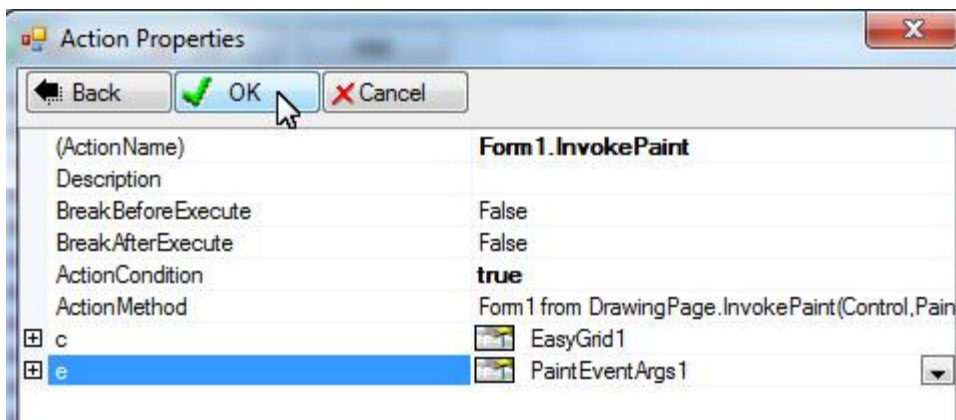 Action Properties
Back OK Cancel
(ActionName) Form1.InvokePaint
Description
BreakBeforeExecute False
BreakAfterExecute False
ActionCondition true
ActionMethod Form1 from DrawingPage.InvokePaint(Control,Pain
c EasyGrid1
e PaintEventArgs1